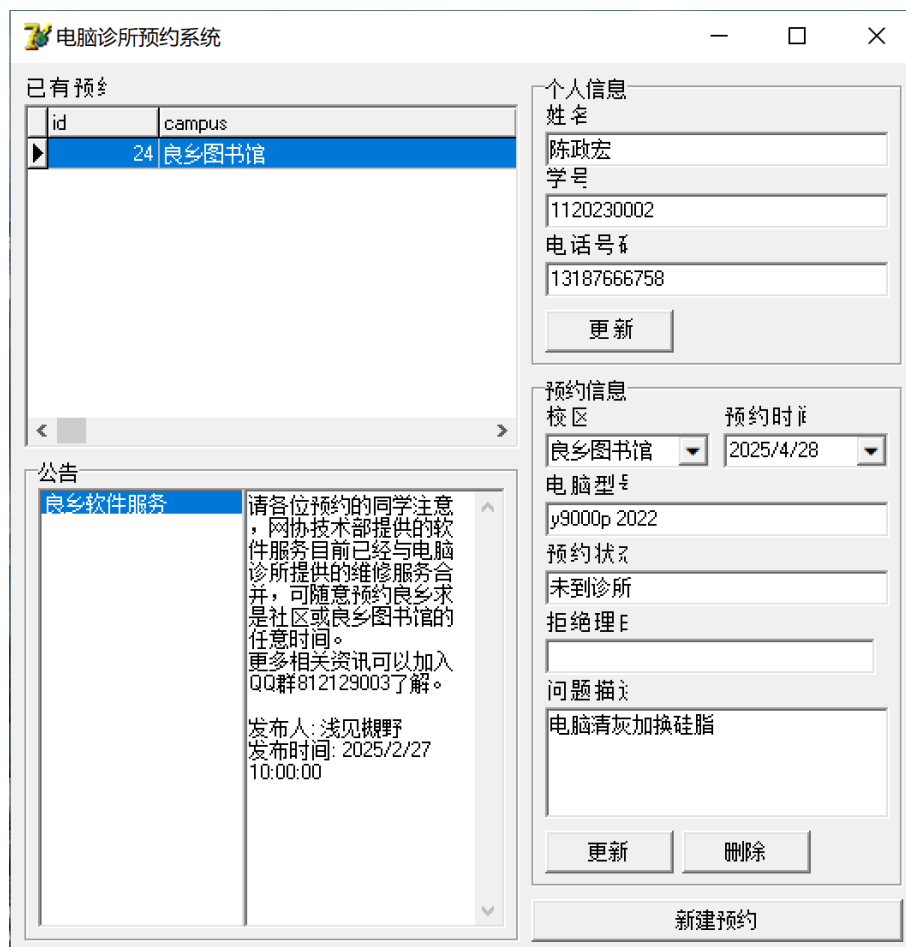 电脑诊所预约系统
已有预约
id campus
24 良乡图书馆
公告
良乡软件服务
请各位预约的同学注意
，网协技术部提供的软
件服务目前已经与电脑
诊所提供的维修服务合
并，可随意预约良乡求
是社区或良乡图书馆的
任意时间。
更多相关资讯可以加入
QQ群812129003了解。
发布人: 浅见槻野
发布时间: 2025/2/27
10:00:00
个人信息
姓名
陈政宏
学号
1120230002
电话号码
13187666758
更新
预约信息
校区 预约时间
良乡图书馆 2025/4/28
电脑型号
y9000p 2022
预约状态
未到诊所
拒绝理由
问题描述
电脑清灰加换硅脂
更新 删除
新建预约